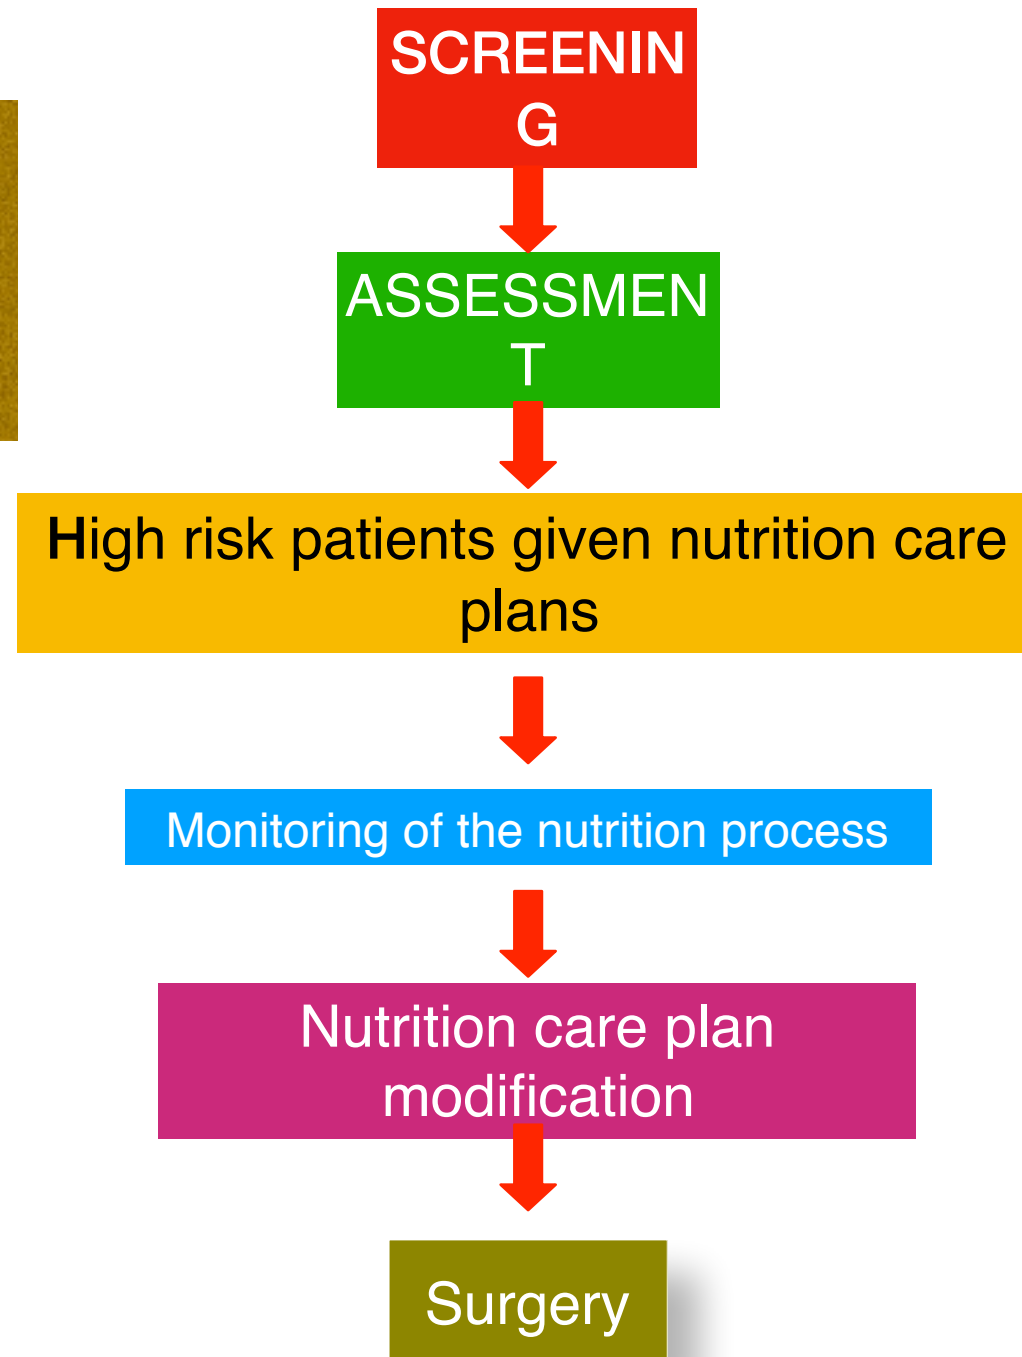 SCREENIN
G
ASSESSMEN
T
High risk patients given nutrition care
plans
Monitoring of the nutrition process
Nutrition care plan
modification
Surgery